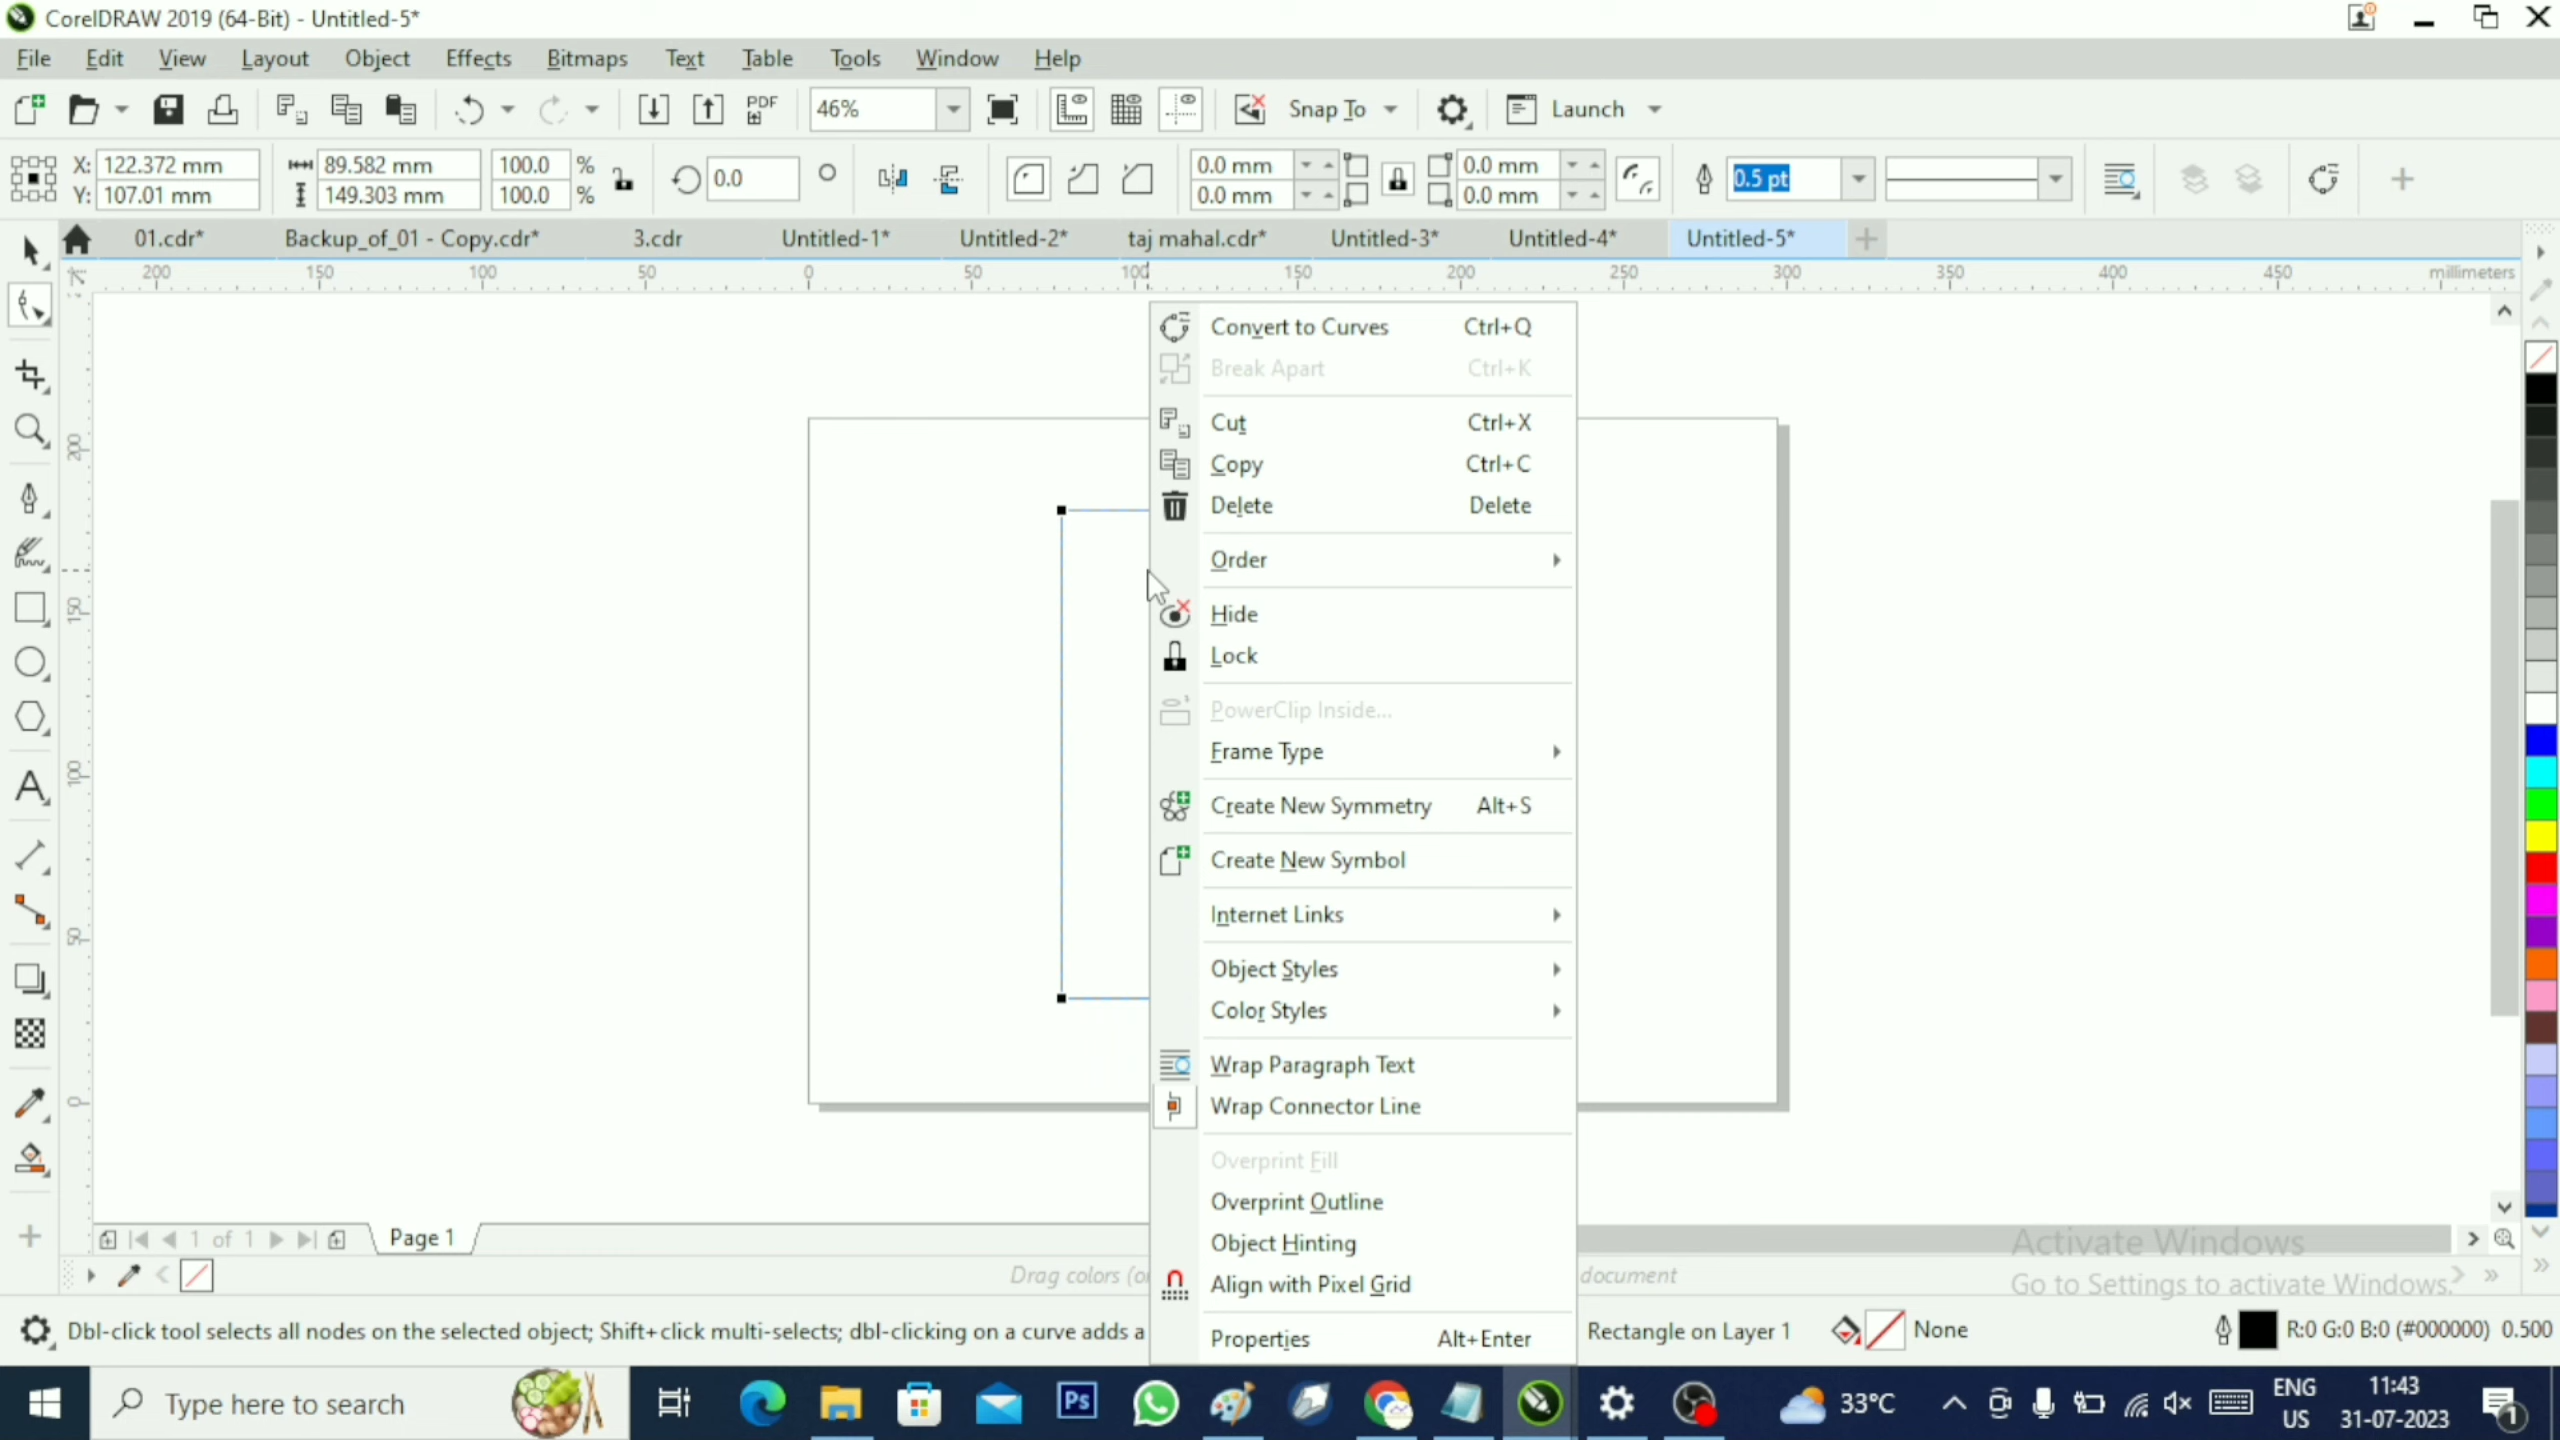 CorelDRAW 2019 (64-Bit) - Untitled-5*
File Edit View Layout Object Effects Bitmaps Text Table Tools Window Help
PDF 46% Snap To Launch
X: 122.372 mm 89.582 mm 100.0 % 0.0 0.0 mm 0.0 mm 0.5 pt
Y: 107.01 mm 149.303 mm 100.0 % 0.0 mm 0.0 mm
01.cdr* Backup_of_01 - Copy.cdr* 3.cdr Untitled-1* Untitled-2* taj mahal.cdr* Untitled-3* Untitled-4* Untitled-5*
200 150 100 50 0 50 100 150 200 250 300 350 400 450 millimeters
200
150
100
50
0
Convert to Curves Ctrl+Q
Break Apart Ctrl+K
Cut Ctrl+X
Copy Ctrl+C
Delete Delete
Order
Hide
Lock
PowerClip Inside...
Frame Type
Create New Symmetry Alt+S
Create New Symbol
Internet Links
Object Styles
Color Styles
Wrap Paragraph Text
Wrap Connector Line
Overprint Fill
Overprint Outline
Object Hinting
Align with Pixel Grid
Properties Alt+Enter
1 of 1 Page 1
Drag colors (o document
Activate Windows
Go to Settings to activate Windows.
Dbl-click tool selects all nodes on the selected object; Shift+click multi-selects; dbl-clicking on a curve adds a Rectangle on Layer 1 None R:0 G:0 B:0 (#000000) 0.500
Type here to search Ps 33°C ENG US 11:43 31-07-2023 1